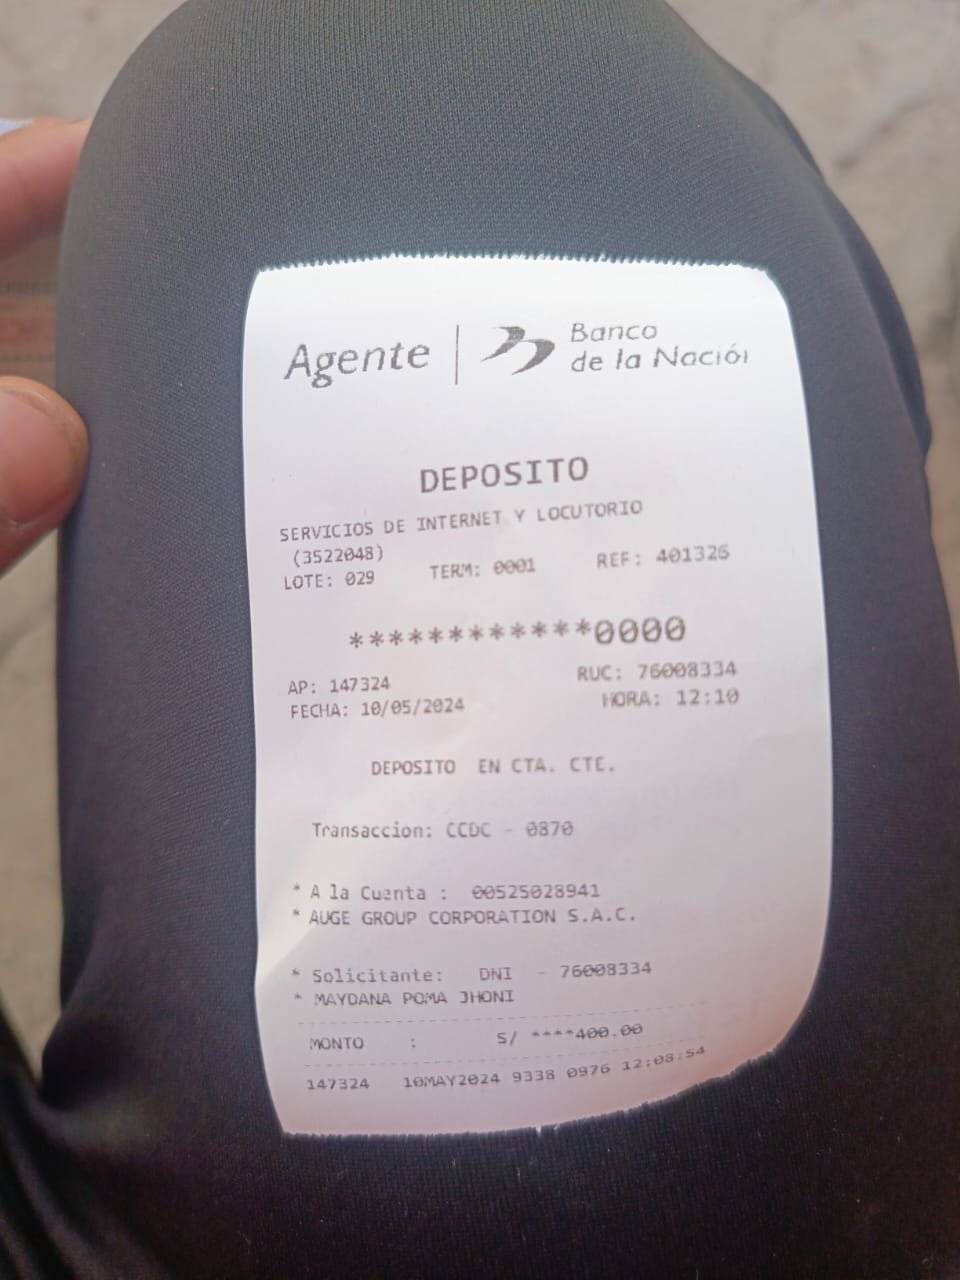 Agente
Banco
de la Nación
DEPOSITO
SERVICIOS DE INTERNET Y LOCUTORIO
(3522048)
LOTE: 029 TERM: 0001 REF: 401326
************0000
AP: 147324 RUC: 76008334
FECHA: 10/05/2024 HORA: 12:10
DEPOSITO EN CTA. CTE.
Transaccion: CCDC - 0870
* A la Cuenta : 00525028941
* AUGE GROUP CORPORATION S.A.C.
* Solicitante: DNI - 76008334
* MAYDANA POMA JHONI
MONTO : S/ ****400.00
147324 10MAY2024 9338 0976 12:08:54